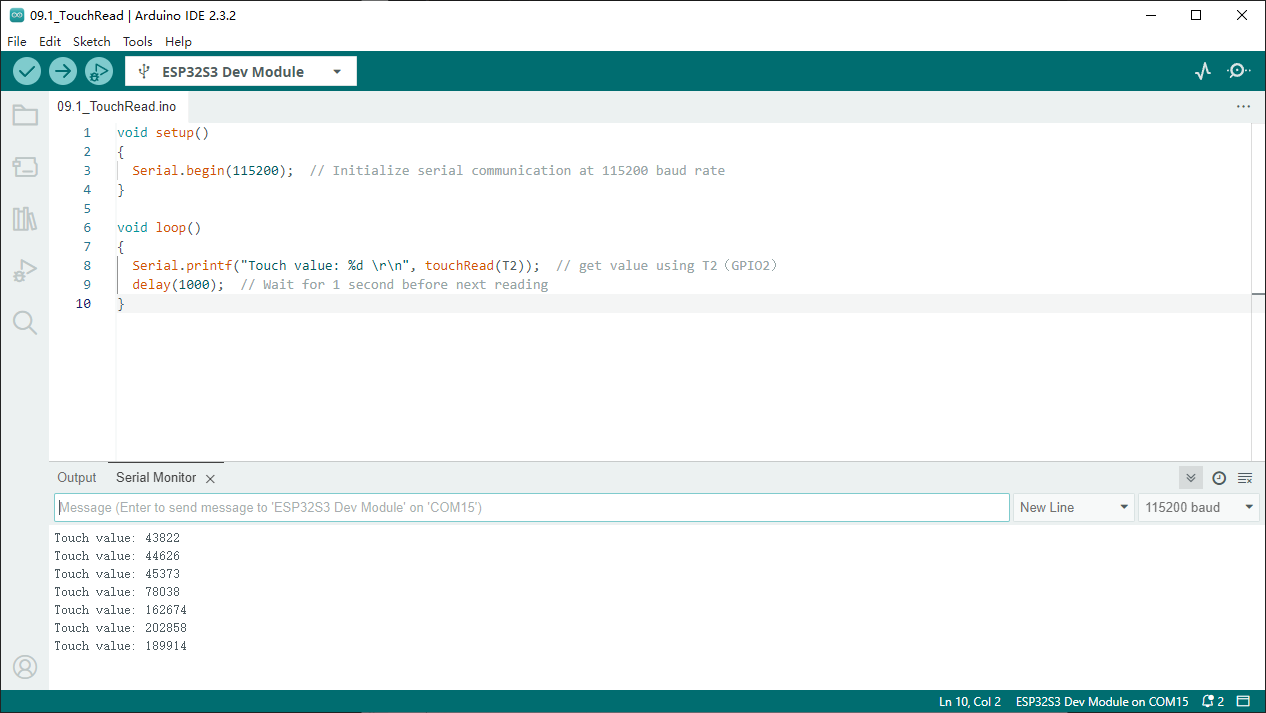 09.1_TouchRead | Arduino IDE 2.3.2
File Edit Sketch Tools Help
ESP32S3 Dev Module
09.1_TouchRead.ino
1 void setup()
2 {
3 Serial.begin(115200); // Initialize serial communication at 115200 baud rate
4 }
5
6 void loop()
7 {
8 Serial.printf("Touch value: %d \r\n", touchRead(T2)); // get value using T2（GPIO2）
9 delay(1000); // Wait for 1 second before next reading
10 }
Output Serial Monitor
Message (Enter to send message to 'ESP32S3 Dev Module' on 'COM15') New Line 115200 baud
Touch value: 43822
Touch value: 44626
Touch value: 45373
Touch value: 78038
Touch value: 162674
Touch value: 202858
Touch value: 189914
Ln 10, Col 2 ESP32S3 Dev Module on COM15 2